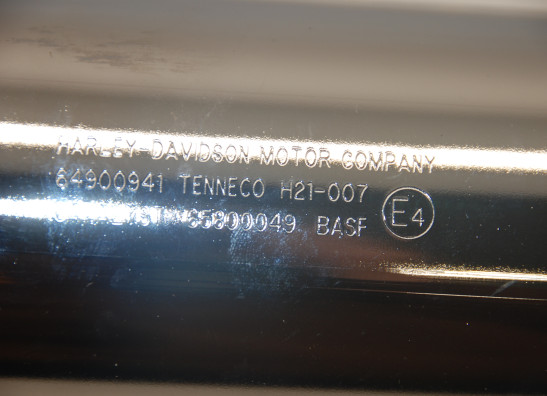 HARLEY-DAVIDSON MOTOR COMPANY
64900941 TENNECO H21-007
65800049 BASF E4